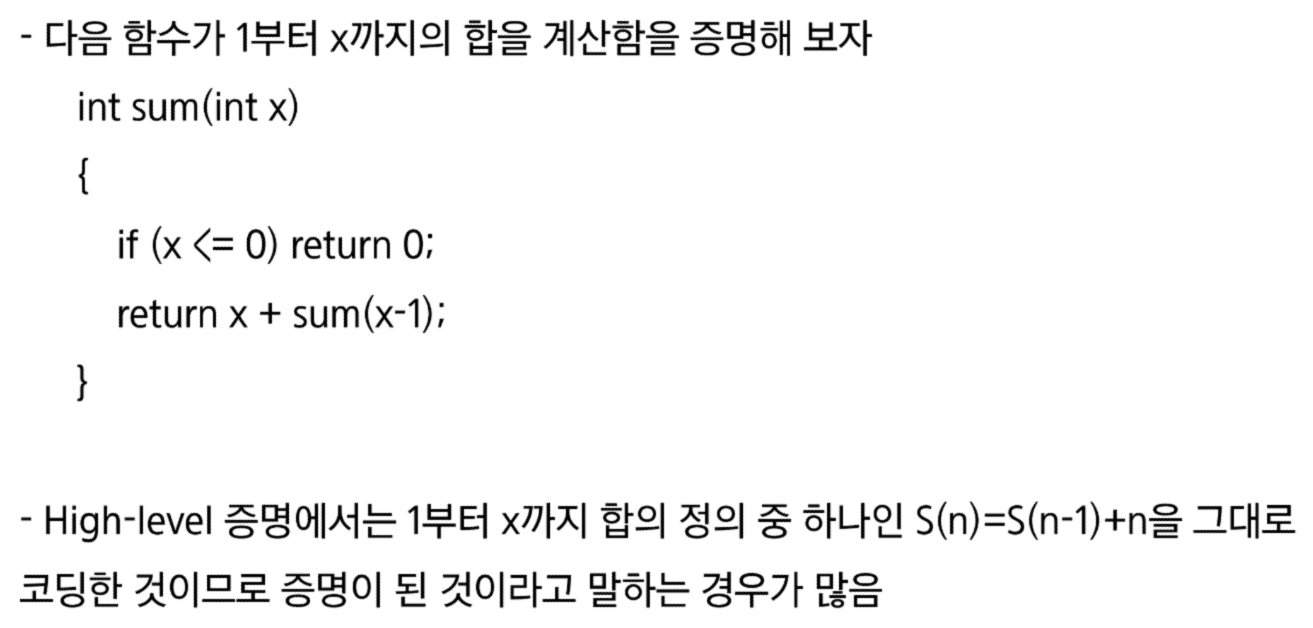 - 다음 함수가 1부터 x까지의 합을 계산함을 증명해 보자
int sum(int x)
{
if (x <= 0) return 0;
return x + sum(x-1);
}
- High-level 증명에서는 1부터 x까지 합의 정의 중 하나인 S(n)=S(n-1)+n을 그대로
코딩한 것이므로 증명이 된 것이라고 말하는 경우가 많음